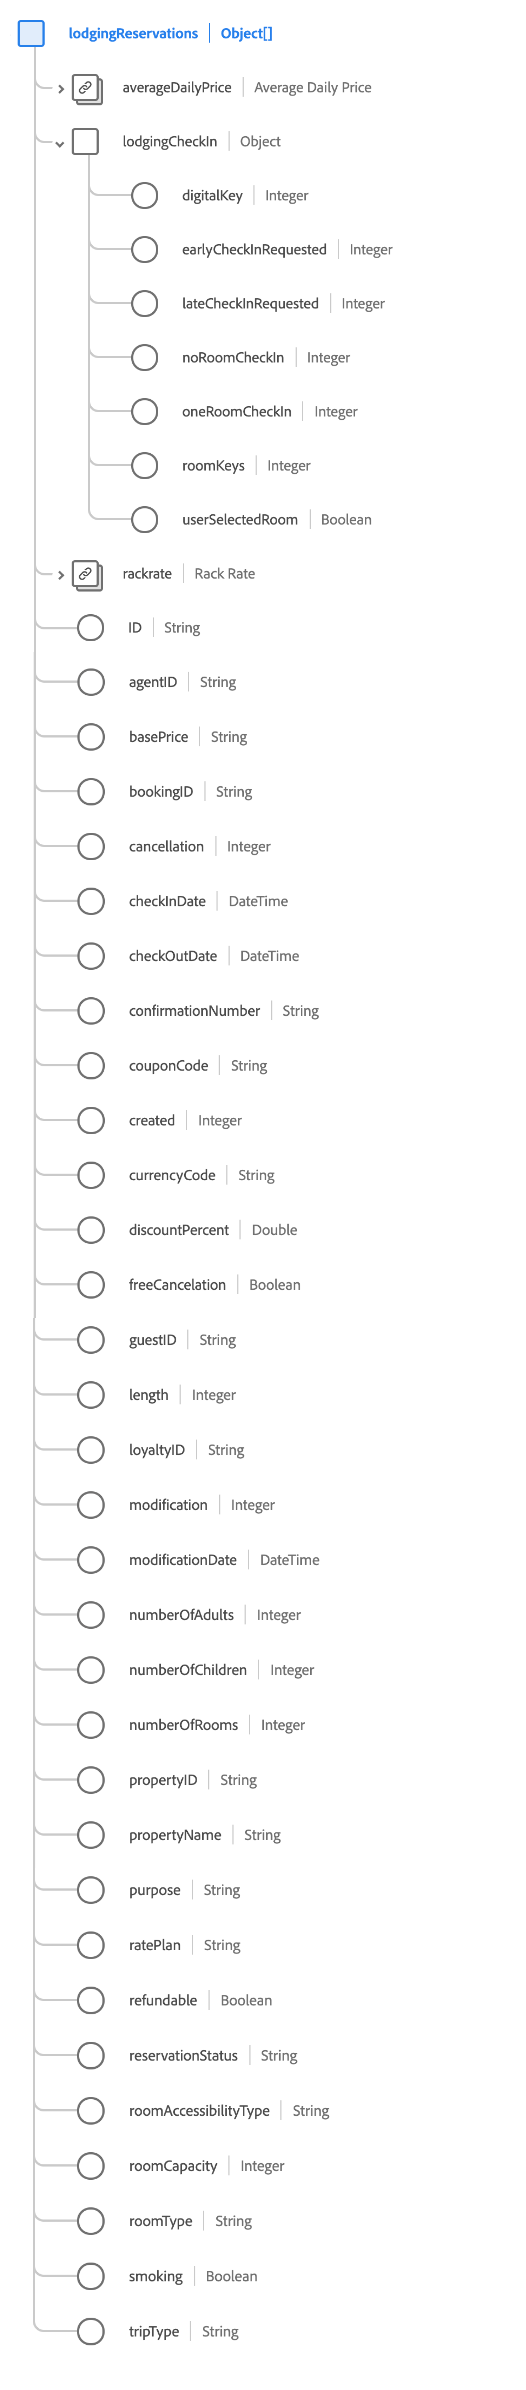 lodgingReservations | Object[]
averageDailyPrice | Average Daily Price
lodgingCheckIn | Object
digitalKey | Integer
earlyCheckInRequested | Integer
lateCheckInRequested | Integer
noRoomCheckIn | Integer
oneRoomCheckIn | Integer
roomKeys | Integer
userSelectedRoom | Boolean
rackrate | Rack Rate
ID | String
agentID | String
basePrice | String
bookingID | String
cancellation | Integer
checkInDate | DateTime
checkOutDate | DateTime
confirmationNumber | String
couponCode | String
created | Integer
currencyCode | String
discountPercent | Double
freeCancelation | Boolean
guestID | String
length | Integer
loyaltyID | String
modification | Integer
modificationDate | DateTime
numberOfAdults | Integer
numberOfChildren | Integer
numberOfRooms | Integer
propertyID | String
propertyName | String
purpose | String
ratePlan | String
refundable | Boolean
reservationStatus | String
roomAccessibilityType | String
roomCapacity | Integer
roomType | String
smoking | Boolean
tripType | String